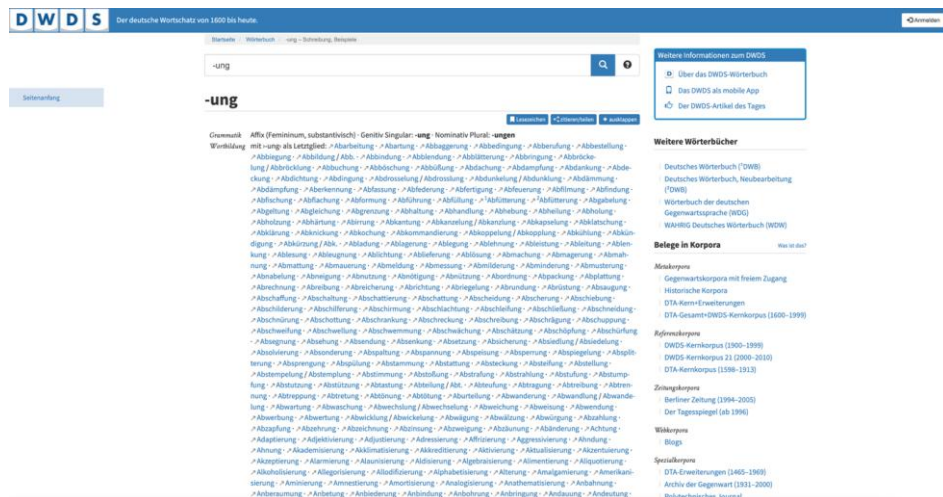 DWDS
Der deutsche Wortschatz von 1600 bis heute.
Anmelden
Startseite / Wörterbuch / -ung – Schreibung, Beispiele
-ung
Seitenanfang
-ung
Lesezeichen zitieren/teilen ausklappen
Grammatik Affix (Femininum, substantivisch) · Genitiv Singular: -ung · Nominativ Plural: -ungen
Wortbildung mit ›-ung‹ als Letztglied: ↗Abarbeitung · ↗Abartung · ↗Abbaggerung · ↗Abbedingung · ↗Abberufung · ↗Abbestellung ·
↗Abbiegung · ↗Abbildung / Abb. · ↗Abbindung · ↗Abblendung · ↗Abblätterung · ↗Abbringung · ↗Abbröcke-
lung / Abbröcklung · ↗Abbuchung · ↗Abböschung · ↗Abbüßung · ↗Abdachung · ↗Abdampfung · ↗Abdankung · ↗Abde-
ckung · ↗Abdichtung · ↗Abdingung · ↗Abdrosselung / Abdrosslung · ↗Abdunkelung / Abdunklung · ↗Abdämmung ·
↗Abdämpfung · ↗Aberkennung · ↗Abfassung · ↗Abfederung · ↗Abfertigung · ↗Abfeuerung · ↗Abfilmung · ↗Abfindung ·
↗Abfischung · ↗Abflachung · ↗Abformung · ↗Abführung · ↗Abfüllung · ↗¹Abfütterung · ↗²Abfütterung · ↗Abgabelung ·
↗Abgeltung · ↗Abgleichung · ↗Abgrenzung · ↗Abhaltung · ↗Abhandlung · ↗Abhebung · ↗Abheilung · ↗Abholung ·
↗Abholzung · ↗Abhärtung · ↗Abirrung · ↗Abkantung · ↗Abkanzelung / Abkanzlung · ↗Abkapselung · ↗Abklatschung ·
↗Abklärung · ↗Abknickung · ↗Abkochung · ↗Abkommandierung · ↗Abkoppelung / Abkopplung · ↗Abkühlung · ↗Abkün-
digung · ↗Abkürzung / Abk. · ↗Abladung · ↗Ablagerung · ↗Ablegung · ↗Ablehnung · ↗Ableistung · ↗Ableitung · ↗Ablen-
kung · ↗Ablesung · ↗Ableugnung · ↗Ablichtung · ↗Ablieferung · ↗Ablösung · ↗Abmachung · ↗Abmagerung · ↗Abmah-
nung · ↗Abmattung · ↗Abmauerung · ↗Abmeldung · ↗Abmessung · ↗Abmilderung · ↗Abminderung · ↗Abmusterung ·
↗Abnabelung · ↗Abneigung · ↗Abnutzung · ↗Abnötigung · ↗Abnützung · ↗Abordnung · ↗Abpackung · ↗Abplattung ·
↗Abrechnung · ↗Abreibung · ↗Abreicherung · ↗Abrichtung · ↗Abriegelung · ↗Abrundung · ↗Abrüstung · ↗Absaugung ·
↗Abschaffung · ↗Abschaltung · ↗Abschattierung · ↗Abschattung · ↗Abscheidung · ↗Abscherung · ↗Abschiebung ·
↗Abschilderung · ↗Abschilferung · ↗Abschirmung · ↗Abschlachtung · ↗Abschleifung · ↗Abschließung · ↗Abschneidung ·
↗Abschnürung · ↗Abschottung · ↗Abschrankung · ↗Abschreckung · ↗Abschreibung · ↗Abschrägung · ↗Abschuppung ·
↗Abschweifung · ↗Abschwellung · ↗Abschwemmung · ↗Abschwächung · ↗Abschätzung · ↗Abschöpfung · ↗Abschürfung
· ↗Absegnung · ↗Absehung · ↗Absendung · ↗Absenkung · ↗Absetzung · ↗Absicherung · ↗Absiedlung / Absiedelung ·
↗Absolvierung · ↗Absonderung · ↗Abspaltung · ↗Abspannung · ↗Abspeisung · ↗Absperrung · ↗Abspiegelung · ↗Absplit-
terung · ↗Absprengung · ↗Abspülung · ↗Abstammung · ↗Abstattung · ↗Absteckung · ↗Absteifung · ↗Abstellung ·
↗Abstempelung / Abstemplung · ↗Abstimmung · ↗Abstoßung · ↗Abstrafung · ↗Abstrahlung · ↗Abstufung · ↗Abstump-
fung · ↗Abstutzung · ↗Abstützung · ↗Abtastung · ↗Abteilung / Abt. · ↗Abteufung · ↗Abtragung · ↗Abtreibung · ↗Abtren-
nung · ↗Abtreppung · ↗Abtretung · ↗Abtönung · ↗Abtötung · ↗Aburteilung · ↗Abwanderung · ↗Abwandlung / Abwande-
lung · ↗Abwartung · ↗Abwaschung · ↗Abwechslung / Abwechselung · ↗Abweichung · ↗Abweisung · ↗Abwendung ·
↗Abwerbung · ↗Abwertung · ↗Abwicklung / Abwickelung · ↗Abwägung · ↗Abwälzung · ↗Abwürgung · ↗Abzahlung ·
↗Abzapfung · ↗Abzehrung · ↗Abzeichnung · ↗Abzinsung · ↗Abzweigung · ↗Abzäunung · ↗Abänderung · ↗Achtung ·
↗Adaptierung · ↗Adjektivierung · ↗Adjustierung · ↗Adressierung · ↗Affrizierung · ↗Aggressivierung · ↗Ahndung ·
↗Ahnung · ↗Akademisierung · ↗Akklimatisierung · ↗Akkreditierung · ↗Aktivierung · ↗Aktualisierung · ↗Akzentuierung ·
↗Akzeptierung · ↗Alarmierung · ↗Alaunisierung · ↗Aldisierung · ↗Algebraisierung · ↗Alimentierung · ↗Aliquotierung ·
↗Alkoholisierung · ↗Allegorisierung · ↗Allodifizierung · ↗Alphabetisierung · ↗Alterung · ↗Amalgamierung · ↗Amerikani-
sierung · ↗Aminierung · ↗Amnestierung · ↗Amortisierung · ↗Analogisierung · ↗Anathematisierung · ↗Anbahnung ·
↗Anberaumung · ↗Anbetung · ↗Anbiederung · ↗Anbindung · ↗Anbohrung · ↗Anbringung · ↗Andauung · ↗Andeutung ·
Weitere Informationen zum DWDS
Über das DWDS-Wörterbuch
Das DWDS als mobile App
Der DWDS-Artikel des Tages
Weitere Wörterbücher
Deutsches Wörterbuch (¹DWB)
Deutsches Wörterbuch, Neubearbeitung
(²DWB)
Wörterbuch der deutschen
Gegenwartssprache (WDG)
WAHRIG Deutsches Wörterbuch (WDW)
Belege in Korpora Was ist das?
Metakorpora
Gegenwartskorpora mit freiem Zugang
Historische Korpora
DTA-Kern+Erweiterungen
DTA-Gesamt+DWDS-Kernkorpus (1600–1999)
Referenzkorpora
DWDS-Kernkorpus (1900–1999)
DWDS-Kernkorpus 21 (2000–2010)
DTA-Kernkorpus (1598–1913)
Zeitungskorpora
Berliner Zeitung (1994–2005)
Der Tagesspiegel (ab 1996)
Webkorpora
Blogs
Spezialkorpora
DTA-Erweiterungen (1465–1969)
Archiv der Gegenwart (1931–2000)
Polytechnisches Journal